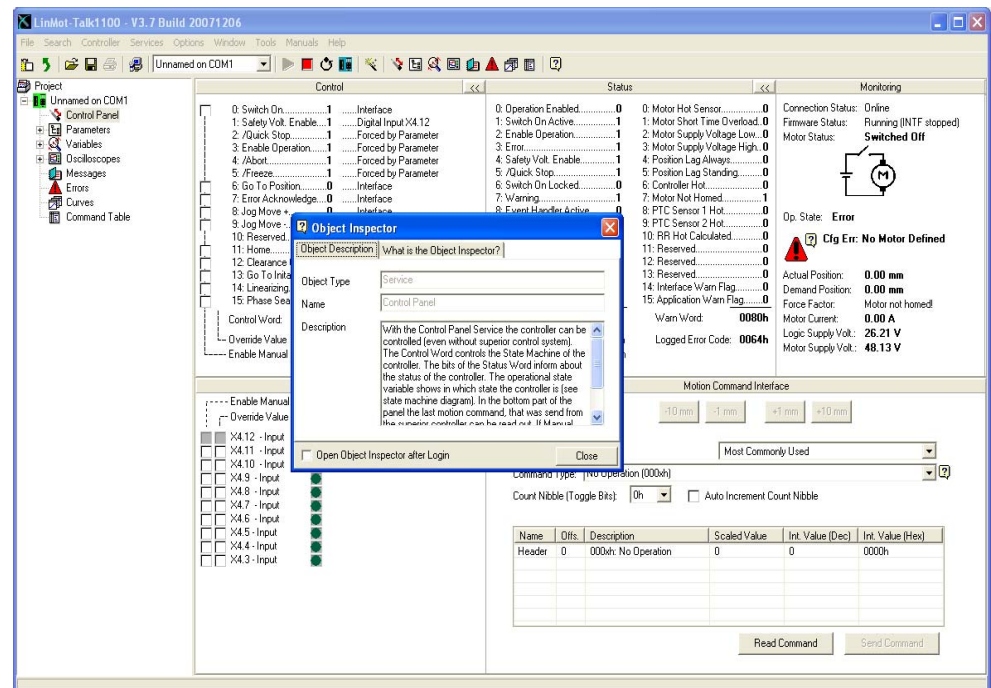 LinMot-Talk1100 - V3.7 Build 20071206
File Search Controller Services Options Window Tools Manuals Help
Unnamed on COM1
Project
Unnamed on COM1
Control Panel
Parameters
Variables
Oscilloscopes
Messages
Errors
Curves
Command Table
Control <<
0: Switch On.............1 ......Interface
1: Safety Volt. Enable....1 ......Digital Input X4.12
2: /Quick Stop............1 ......Forced by Parameter
3: Enable Operation.......1 ......Forced by Parameter
4: /Abort.................1 ......Forced by Parameter
5: /Freeze................1 ......Forced by Parameter
6: Go To Position.........0 ......Interface
7: Error Acknowledge....0 ......Interface
8: Jog Move +.............0 ......Interface
9: Jog Move -
10: Reserved
11: Home
12: Clearance
13: Go To Inita
14: Linearizing
15: Phase Sea
Control Word:
Override Value
Enable Manual
Status <<
0: Operation Enabled.........0
1: Switch On Active..........1
2: Enable Operation..........1
3: Error.....................1
4: Safety Volt. Enable.......1
5: /Quick Stop...............1
6: Switch On Locked..........0
7: Warning...................1
8: Event Handler Active......0
0: Motor Hot Sensor..........0
1: Motor Short Time Overload..0
2: Motor Supply Voltage Low...0
3: Motor Supply Voltage High..0
4: Position Lag Always........0
5: Position Lag Standing......0
6: Controller Hot.............0
7: Motor Not Homed............1
8: PTC Sensor 1 Hot...........0
9: PTC Sensor 2 Hot...........0
10: RR Hot Calculated.........0
11: Reserved..................0
12: Reserved..................0
13: Reserved..................0
14: Interface Warn Flag.......0
15: Application Warn Flag.....0
Warn Word: 0080h
Logged Error Code: 0064h
Monitoring
Connection Status: Online
Firmware Status: Running (INTF stopped)
Motor Status: Switched Off
M
Op. State: Error
Cfg Err: No Motor Defined
Actual Position: 0.00 mm
Demand Position: 0.00 mm
Force Factor: Motor not homed!
Motor Current: 0.00 A
Logic Supply Volt.: 26.21 V
Motor Supply Volt.: 48.13 V
Object Inspector
Object Description
What is the Object Inspector?
Object Type Service
Name Control Panel
Description
With the Control Panel Service the controller can be
controlled (even without superior control system).
The Control Word controls the State Machine of the
controller. The bits of the Status Word inform about
the status of the controller. The operational state
variable shows in which state the controller is (see
state machine diagram). In the bottom part of the
panel the last motion command, that was send from
the superior controller can be read out. If Manual
Open Object Inspector after Login
Close
Enable Manual
Override Value
X4.12 - Input
X4.11 - Input
X4.10 - Input
X4.9 - Input
X4.8 - Input
X4.7 - Input
X4.6 - Input
X4.5 - Input
X4.4 - Input
X4.3 - Input
Motion Command Interface
-10 mm -1 mm +1 mm +10 mm
Most Commonly Used
Command Type: No Operation (000xh)
Count Nibble (Toggle Bits): 0h Auto Increment Count Nibble
Name Offs. Description Scaled Value Int. Value (Dec) Int. Value (Hex)
Header 0 000xh: No Operation 0 0 0000h
Read Command Send Command